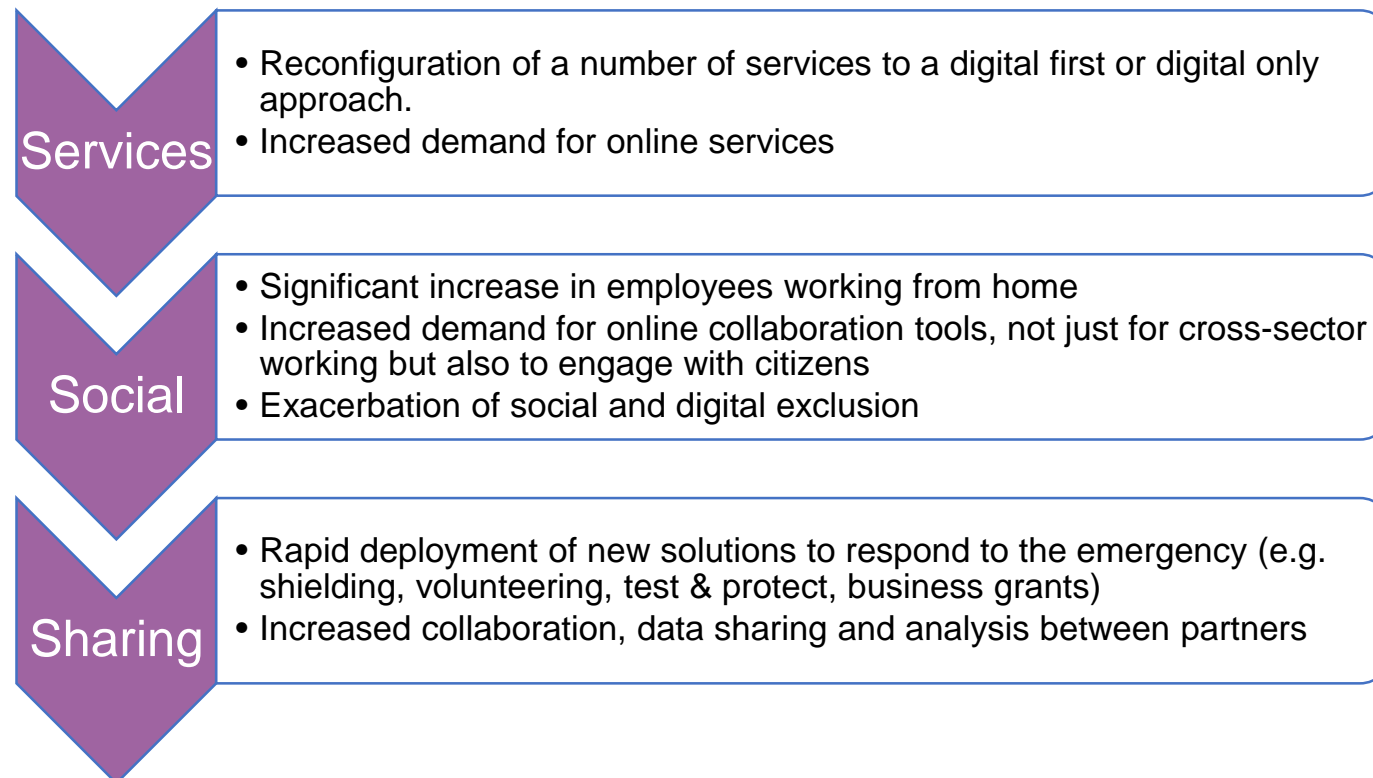 Services
• Reconfiguration of a number of services to a digital first or digital only
approach.
• Increased demand for online services
Social
• Significant increase in employees working from home
• Increased demand for online collaboration tools, not just for cross-sector
working but also to engage with citizens
• Exacerbation of social and digital exclusion
Sharing
• Rapid deployment of new solutions to respond to the emergency (e.g.
shielding, volunteering, test & protect, business grants)
• Increased collaboration, data sharing and analysis between partners